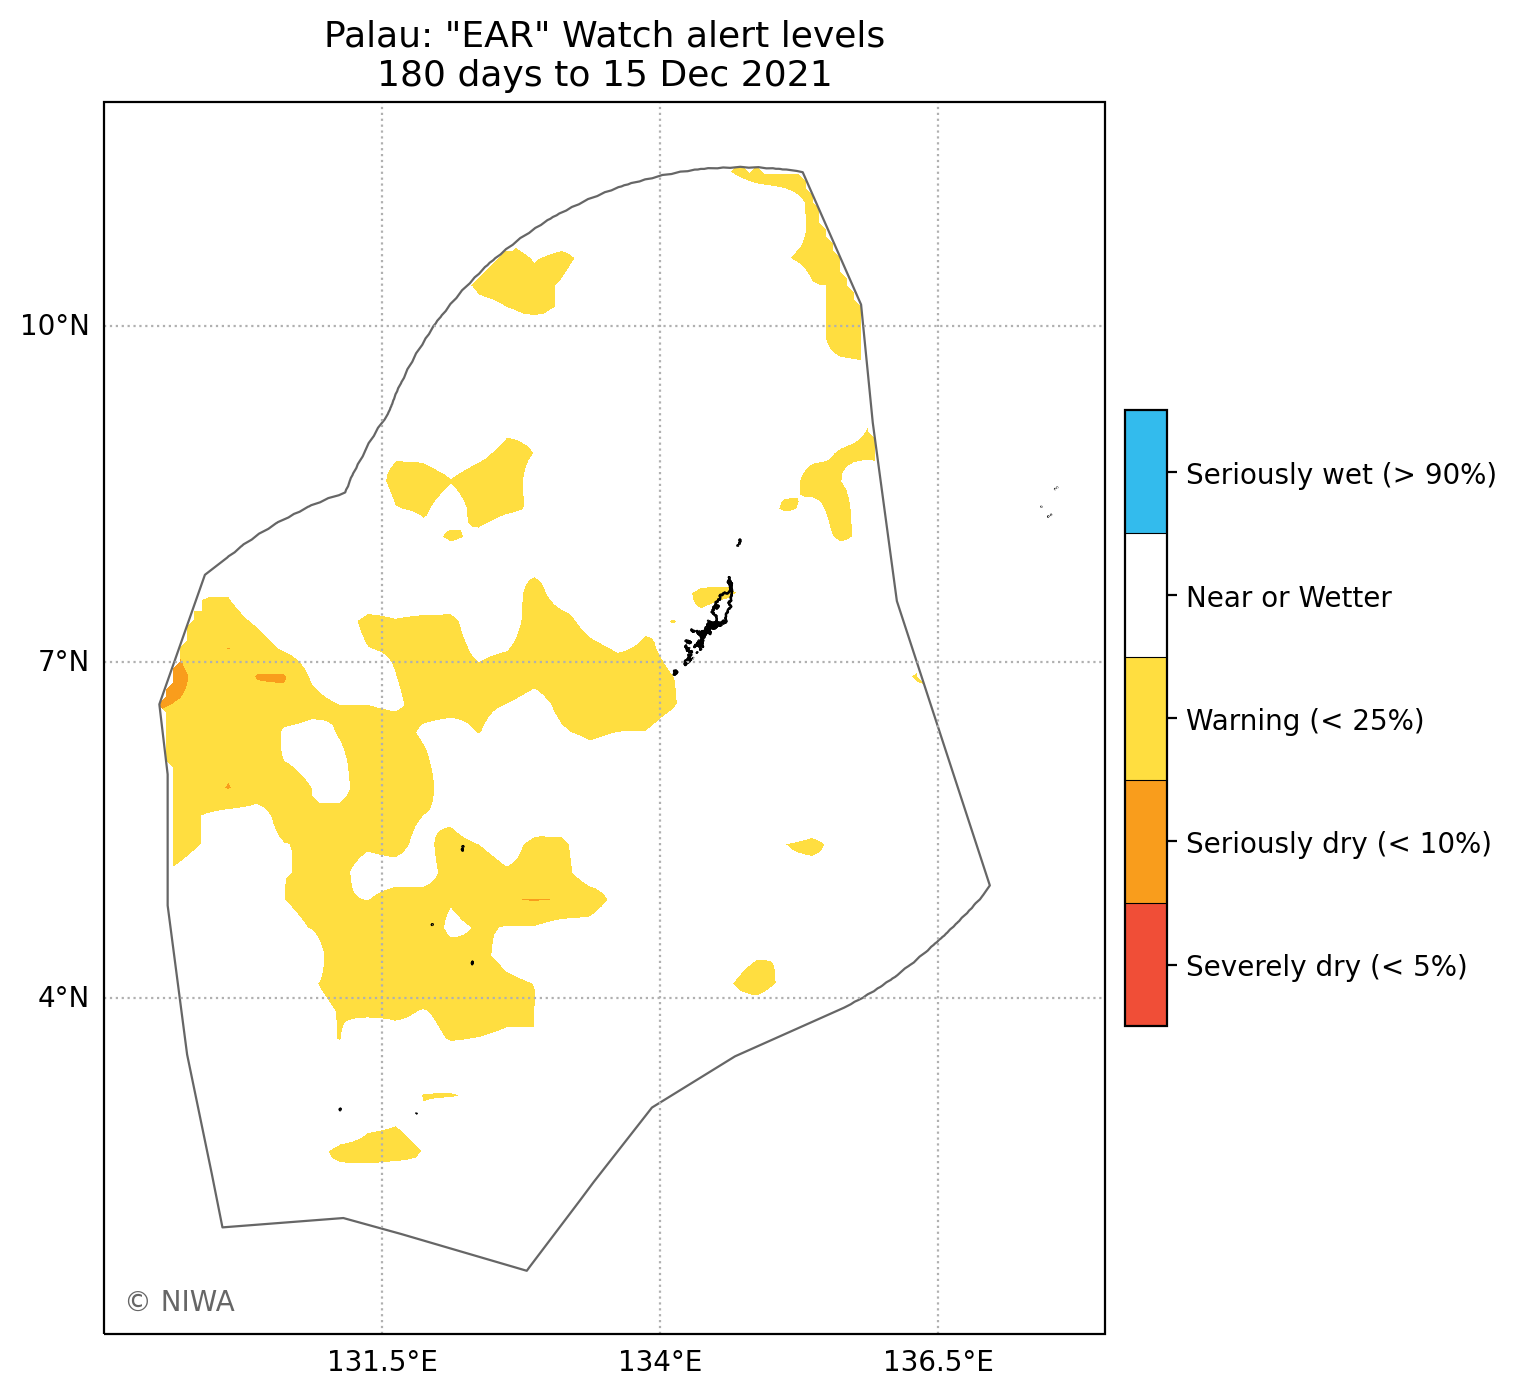 Palau: "EAR" Watch alert levels
180 days to 15 Dec 2021
10°N
7°N
4°N
131.5°E
134°E
136.5°E
© NIWA
Seriously wet (> 90%)
Near or Wetter
Warning (< 25%)
Seriously dry (< 10%)
Severely dry (< 5%)